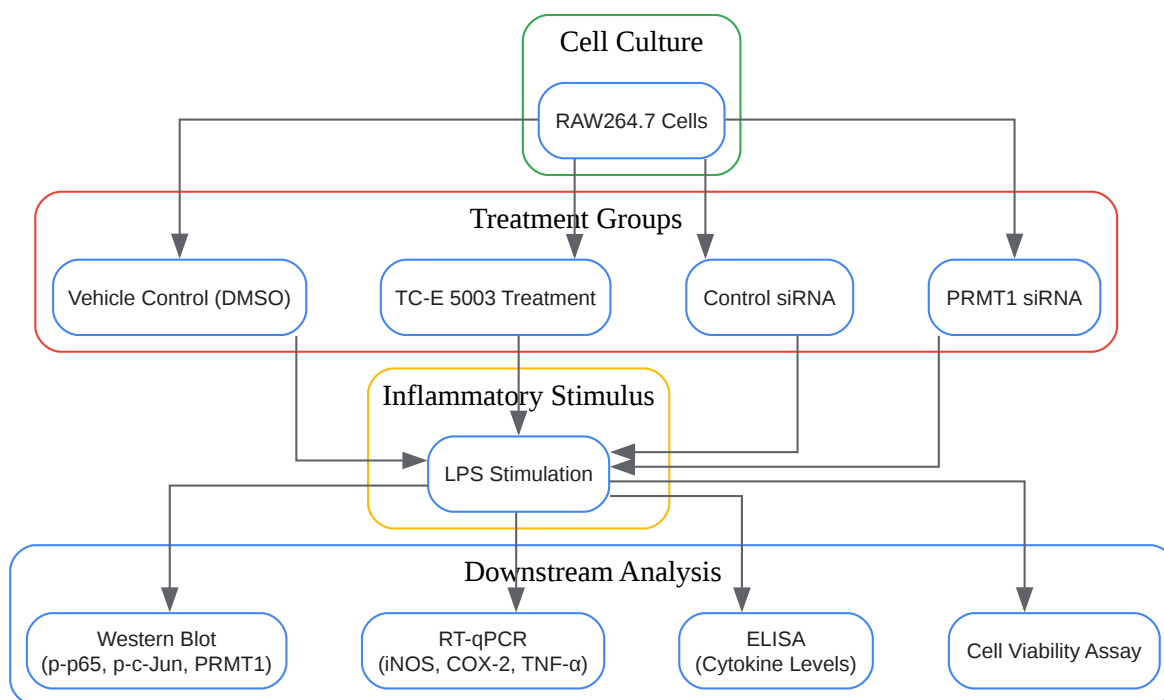 Cell Culture
RAW264.7 Cells
Treatment Groups
Vehicle Control (DMSO)
TC-E 5003 Treatment
Control siRNA
PRMT1 siRNA
Inflammatory Stimulus
LPS Stimulation
Downstream Analysis
Western Blot
(p-p65, p-c-Jun, PRMT1)
RT-qPCR
(iNOS, COX-2, TNF-α)
ELISA
(Cytokine Levels)
Cell Viability Assay